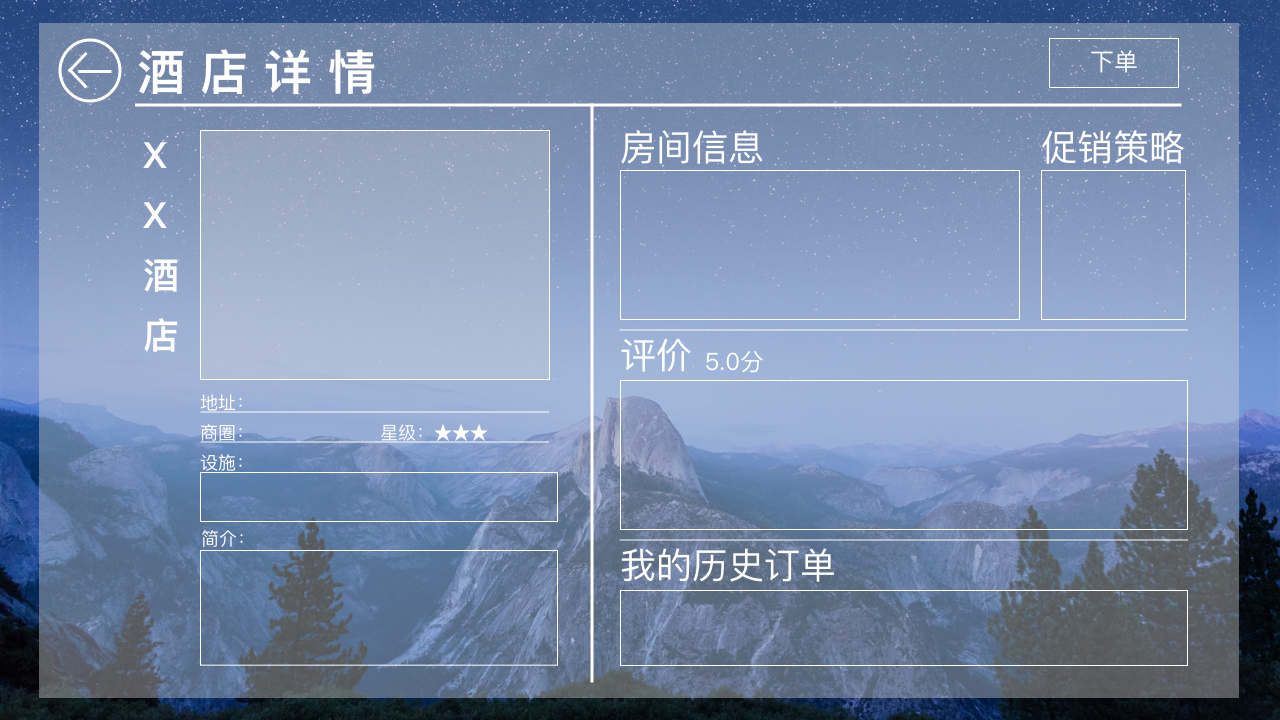 酒店详情
下单
X
X
酒
店
地址：
商圈：
星级：★★★
设施：
简介：
房间信息
促销策略
评价 5.0分
我的历史订单